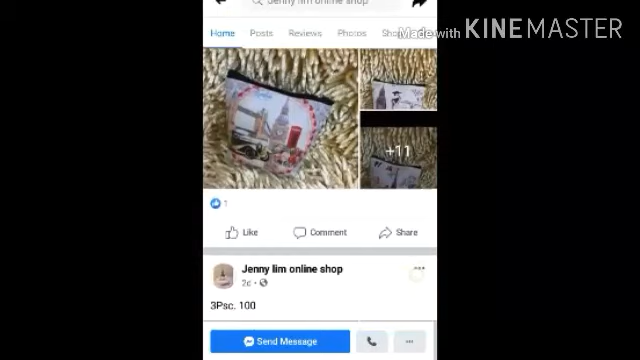 Jenny lim online shop
Made with KINEMASTER
Home Posts Reviews Photos
+11
1
Like Comment Share
Jenny lim online shop
2d
3Psc. 100
Send Message